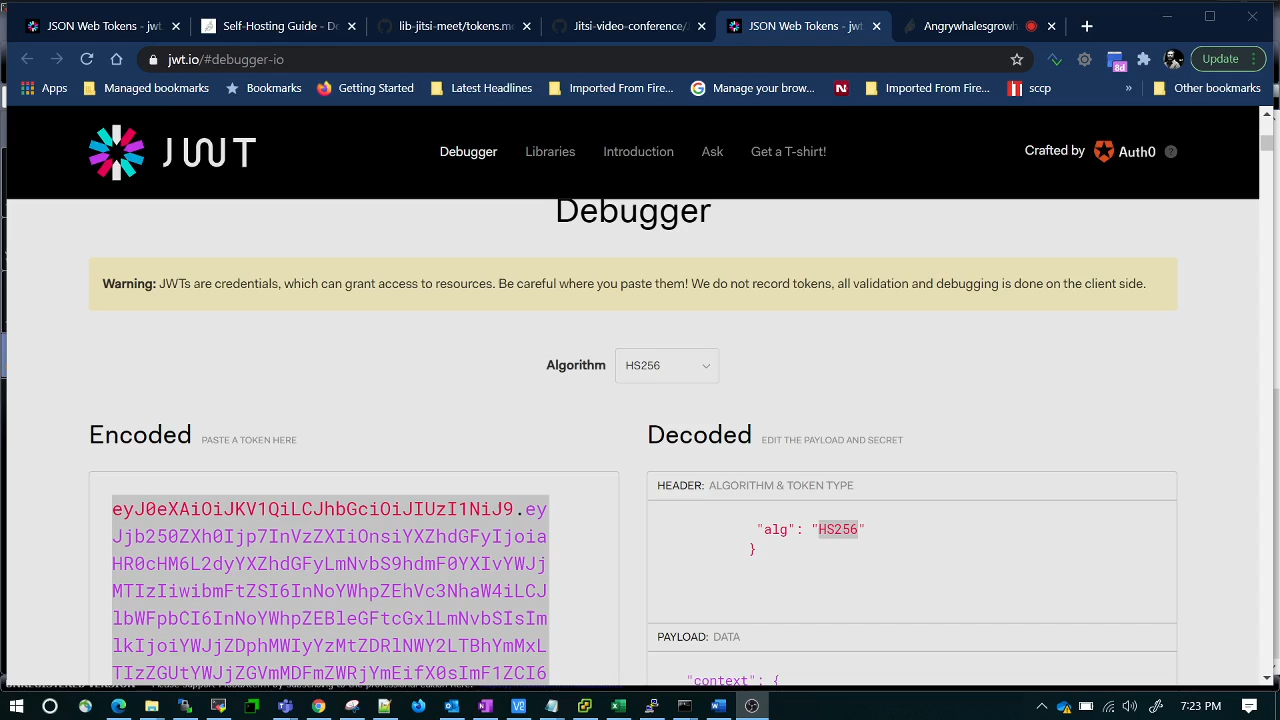 JSON Web Tokens - jwt.i
Self-Hosting Guide - Do
lib-jitsi-meet/tokens.m
Jitsi-video-conference/
JSON Web Tokens - jwt.i
Angrywhalesgrowh
jwt.io/#debugger-io
Update
8d
Apps
Managed bookmarks
Bookmarks
Getting Started
Latest Headlines
Imported From Fire...
Manage your brow...
Imported From Fire...
sccp
»
Other bookmarks
JWT
Debugger
Libraries
Introduction
Ask
Get a T-shirt!
Crafted by Auth0 ?
Debugger
Warning: JWTs are credentials, which can grant access to resources. Be careful where you paste them! We do not record tokens, all validation and debugging is done on the client side.
Algorithm HS256
Encoded PASTE A TOKEN HERE
Decoded EDIT THE PAYLOAD AND SECRET
eyJ0eXAiOiJKV1QiLCJhbGciOiJIUzI1NiJ9.ey
Jjb250ZXh0Ijp7InVzZXIiOnsiYXZhdGFyIjoia
HR0cHM6L2dyYXZhdGFyLmNvbS9hdmF0YXIvYWJj
MTIzIiwibmFtZSI6InNoYWhpZEhVc3NhaW4iLCJ
lbWFpbCI6InNoYWhpZEBleGFtcGxlLmNvbSIsIm
lkIjoiYWJjZDphMWIyYzMtZDRlNWY2LTBhYmMxL
TIzZGUtYWJjZGVmMDFmZWRjYmEifX0sImF1ZCI6
HEADER: ALGORITHM & TOKEN TYPE
"alg": "HS256"
}
PAYLOAD: DATA
"context": {
7:23 PM